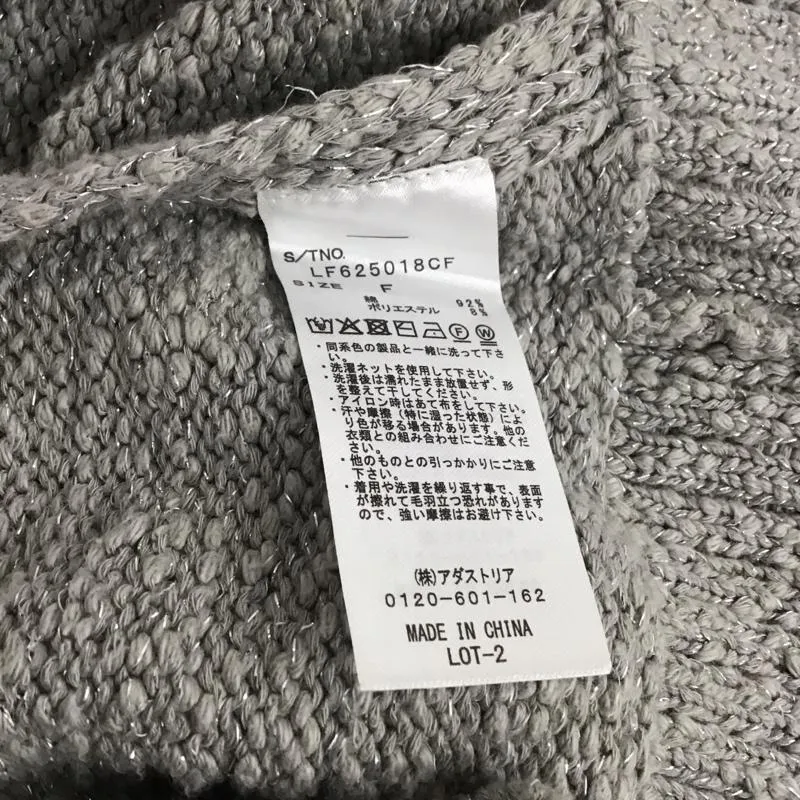 S/TNO.
LF625018CF
SIZE F
綿 92%
ポリエステル 8%
・同系色の製品と一緒に洗って下さ
い。
・洗濯ネットを使用して下さい。
・洗濯後は濡れたまま放置せず、形
を整えて干してください。
・アイロン時はあて布をして下さい。
・汗や摩擦（特に湿った状態）によ
り色が移る場合があります。他の
衣類との組み合わせにご注意くだ
さい。
・他のものとの引っかかりにご注意
下さい。
・着用や洗濯を繰り返す事で、表面
が擦れて毛羽立つ恐れがあります
ので、強い摩擦はお避け下さい。
(株)アダストリア
0120-601-162
MADE IN CHINA
LOT-2